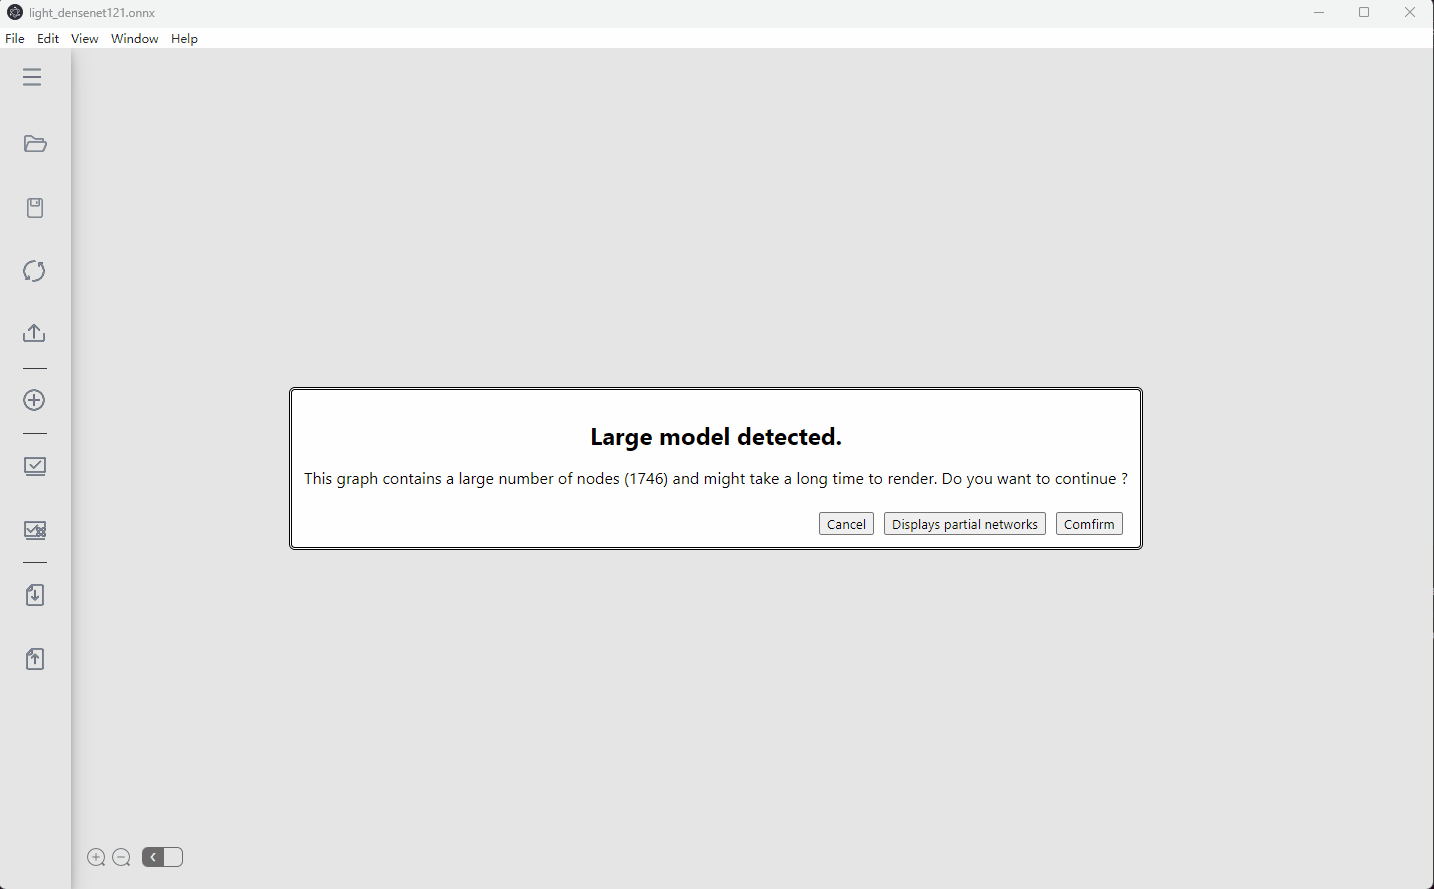 light_densenet121.onnx
File Edit View Window Help
Large model detected.
This graph contains a large number of nodes (1746) and might take a long time to render. Do you want to continue ?
Cancel Displays partial networks Comfirm